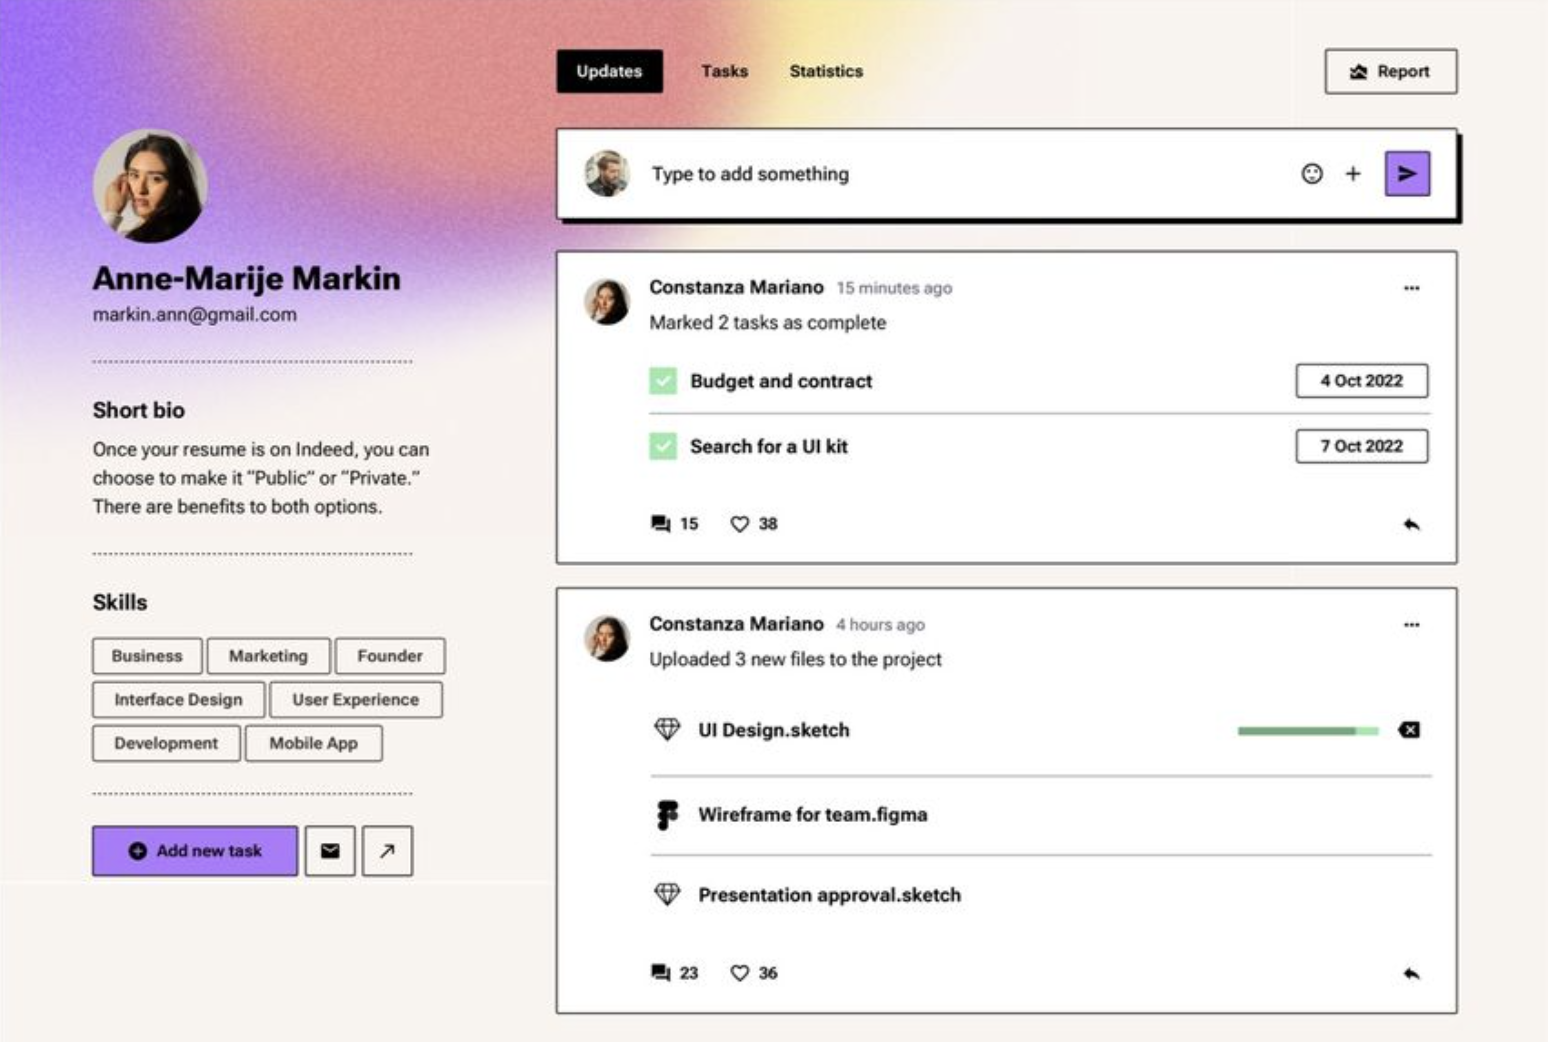 Updates
Tasks
Statistics
Report
Anne-Marije Markin
markin.ann@gmail.com
Short bio
Once your resume is on Indeed, you can
choose to make it “Public” or “Private.”
There are benefits to both options.
Skills
Business
Marketing
Founder
Interface Design
User Experience
Development
Mobile App
Add new task
Type to add something
Constanza Mariano 15 minutes ago
Marked 2 tasks as complete
Budget and contract
4 Oct 2022
Search for a UI kit
7 Oct 2022
15
38
Constanza Mariano 4 hours ago
Uploaded 3 new files to the project
UI Design.sketch
Wireframe for team.figma
Presentation approval.sketch
23
36